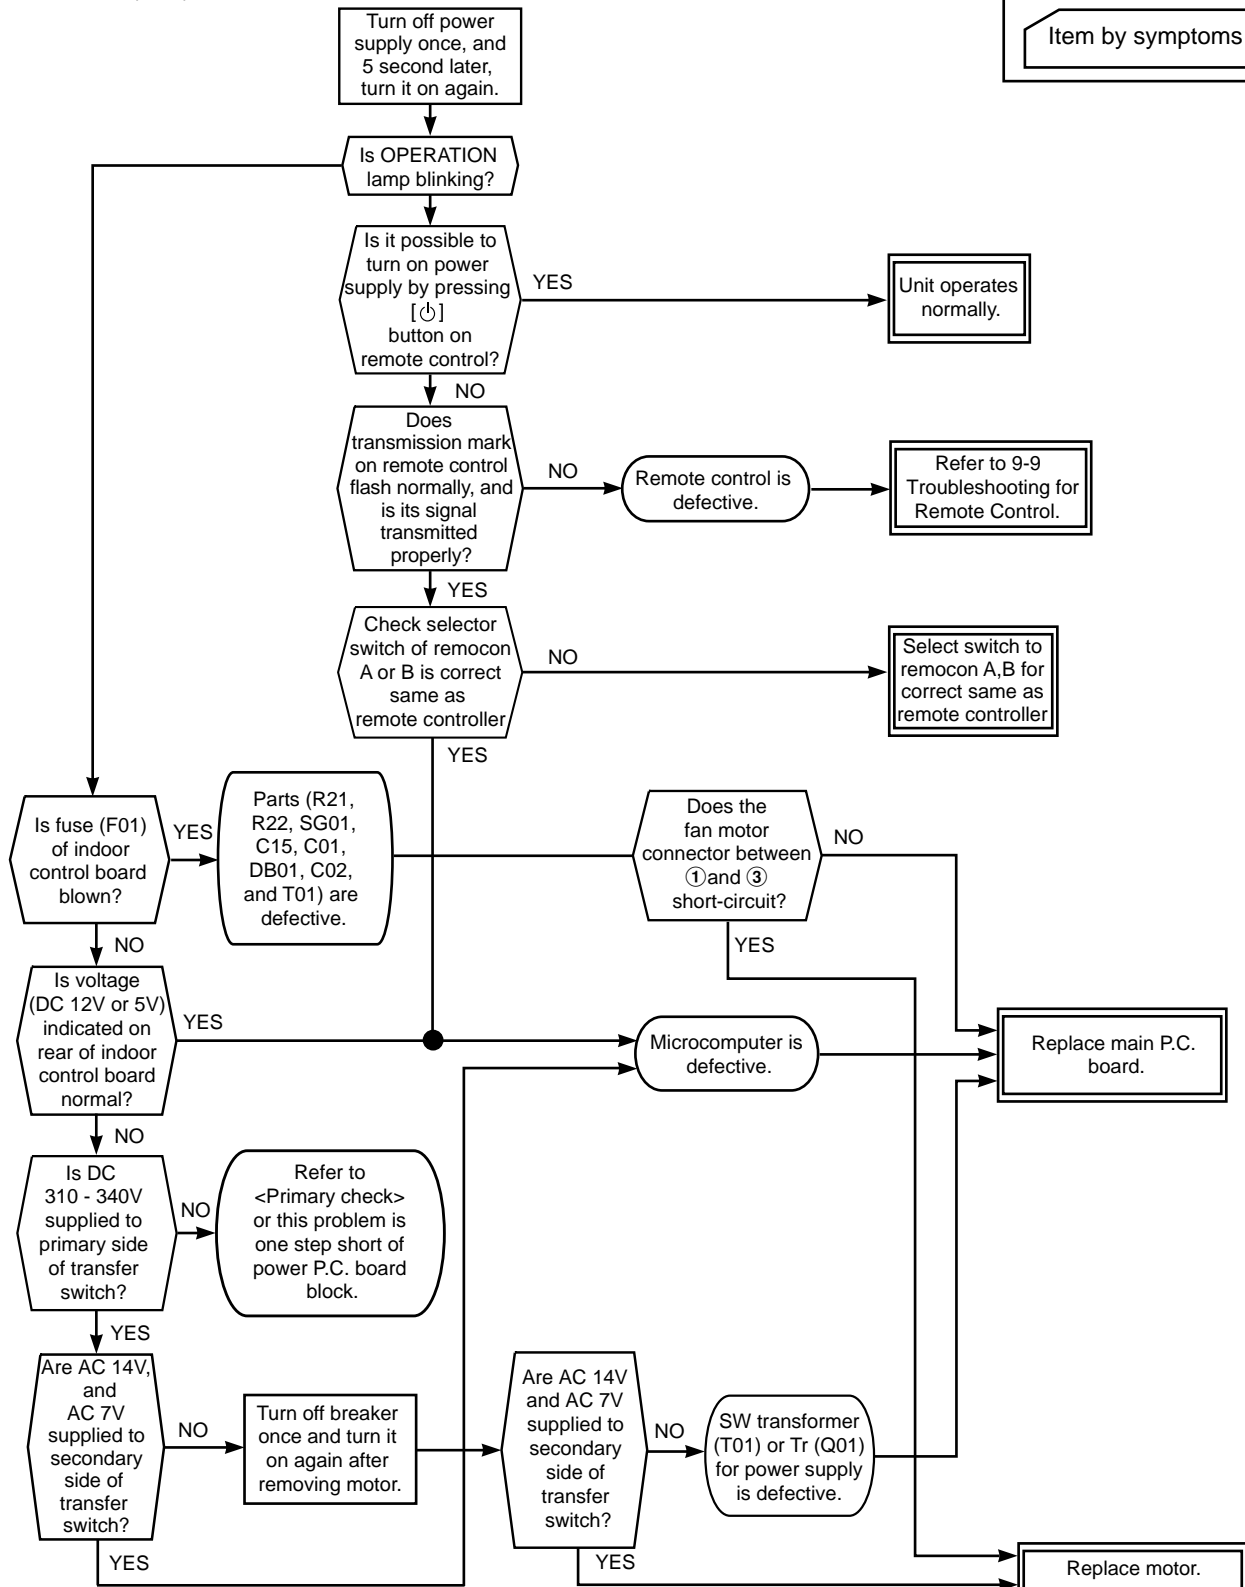 Item by symptoms
Turn off power
supply once, and
5 second later,
turn it on again.
Is OPERATION
lamp blinking?
Is it possible to
turn on power
supply by pressing
[⏻]
button on
remote control?
YES
Unit operates
normally.
NO
Does
transmission mark
on remote control
flash normally, and
is its signal
transmitted
properly?
NO
Remote control is
defective.
Refer to 9-9
Troubleshooting for
Remote Control.
YES
Check selector
switch of remocon
A or B is correct
same as
remote controller
NO
Select switch to
remocon A,B for
correct same as
remote controller
YES
Is fuse (F01)
of indoor
control board
blown?
YES
Parts (R21,
R22, SG01,
C15, C01,
DB01, C02,
and T01) are
defective.
Does the
fan motor
connector between
① and ③
short-circuit?
NO
YES
NO
Is voltage
(DC 12V or 5V)
indicated on
rear of indoor
control board
normal?
YES
Microcomputer is
defective.
Replace main P.C.
board.
NO
Is DC
310 - 340V
supplied to
primary side
of transfer
switch?
NO
Refer to
<Primary check>
or this problem is
one step short of
power P.C. board
block.
YES
Are AC 14V,
and
AC 7V
supplied to
secondary
side of
transfer
switch?
NO
Turn off breaker
once and turn it
on again after
removing motor.
Are AC 14V
and AC 7V
supplied to
secondary
side of
transfer
switch?
NO
SW transformer
(T01) or Tr (Q01)
for power supply
is defective.
YES
YES
Replace motor.